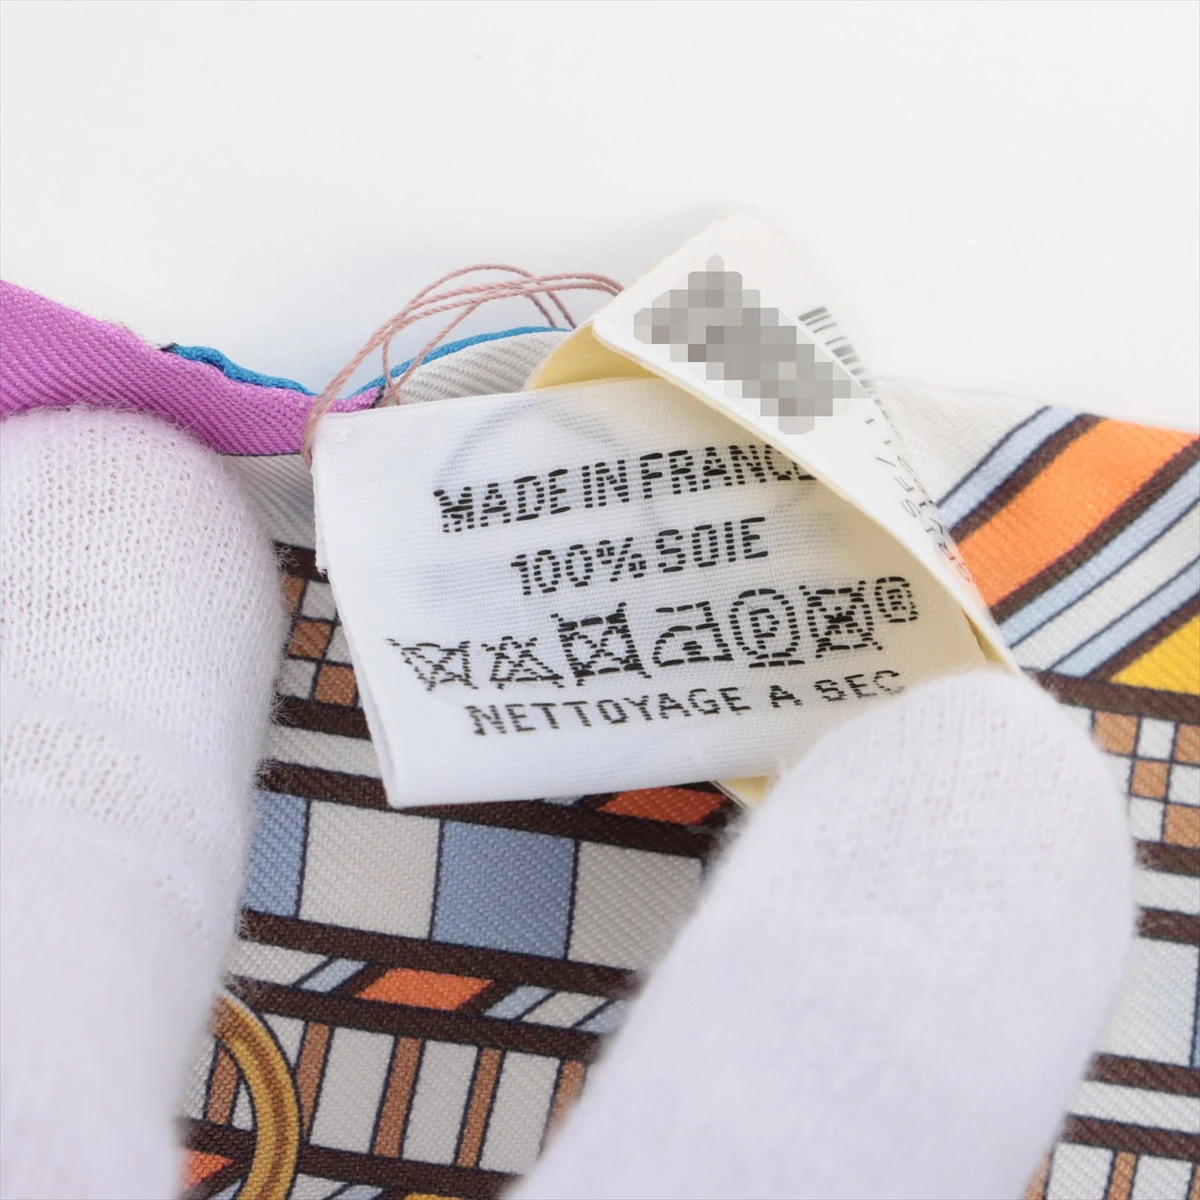 MADE IN FRANCE
100% SOIE
P ®
NETTOYAGE A SEC